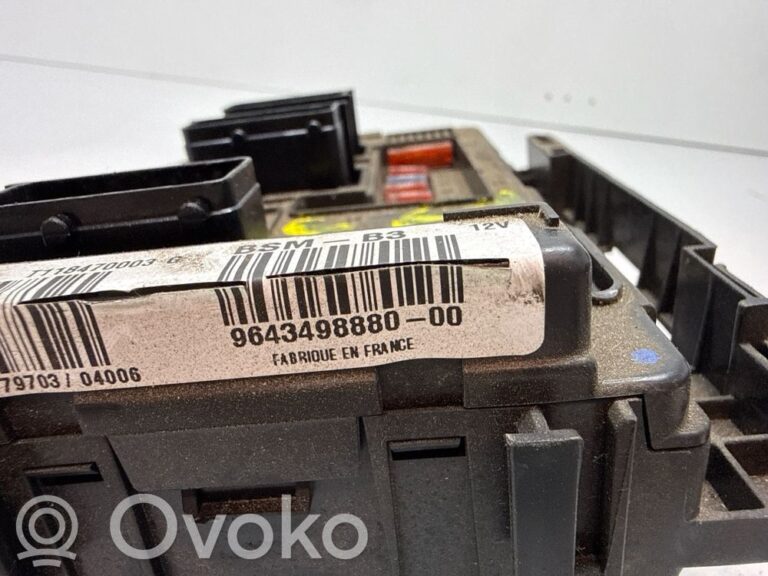 T118470003 G
BSM-B3
12V
9643498880-00
FABRIQUE EN FRANCE
79703/04006
Ovoko